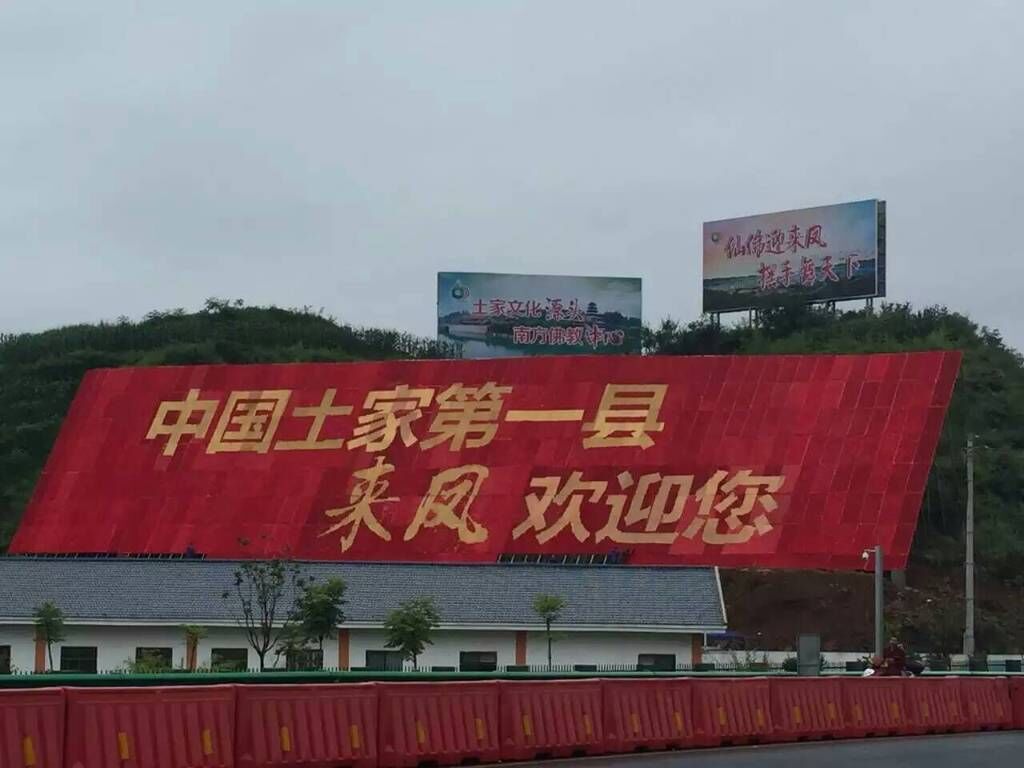 仙佛迎来凤
携手游天下
土家文化源头
南方佛教中心
中国土家第一县
来凤 欢迎您